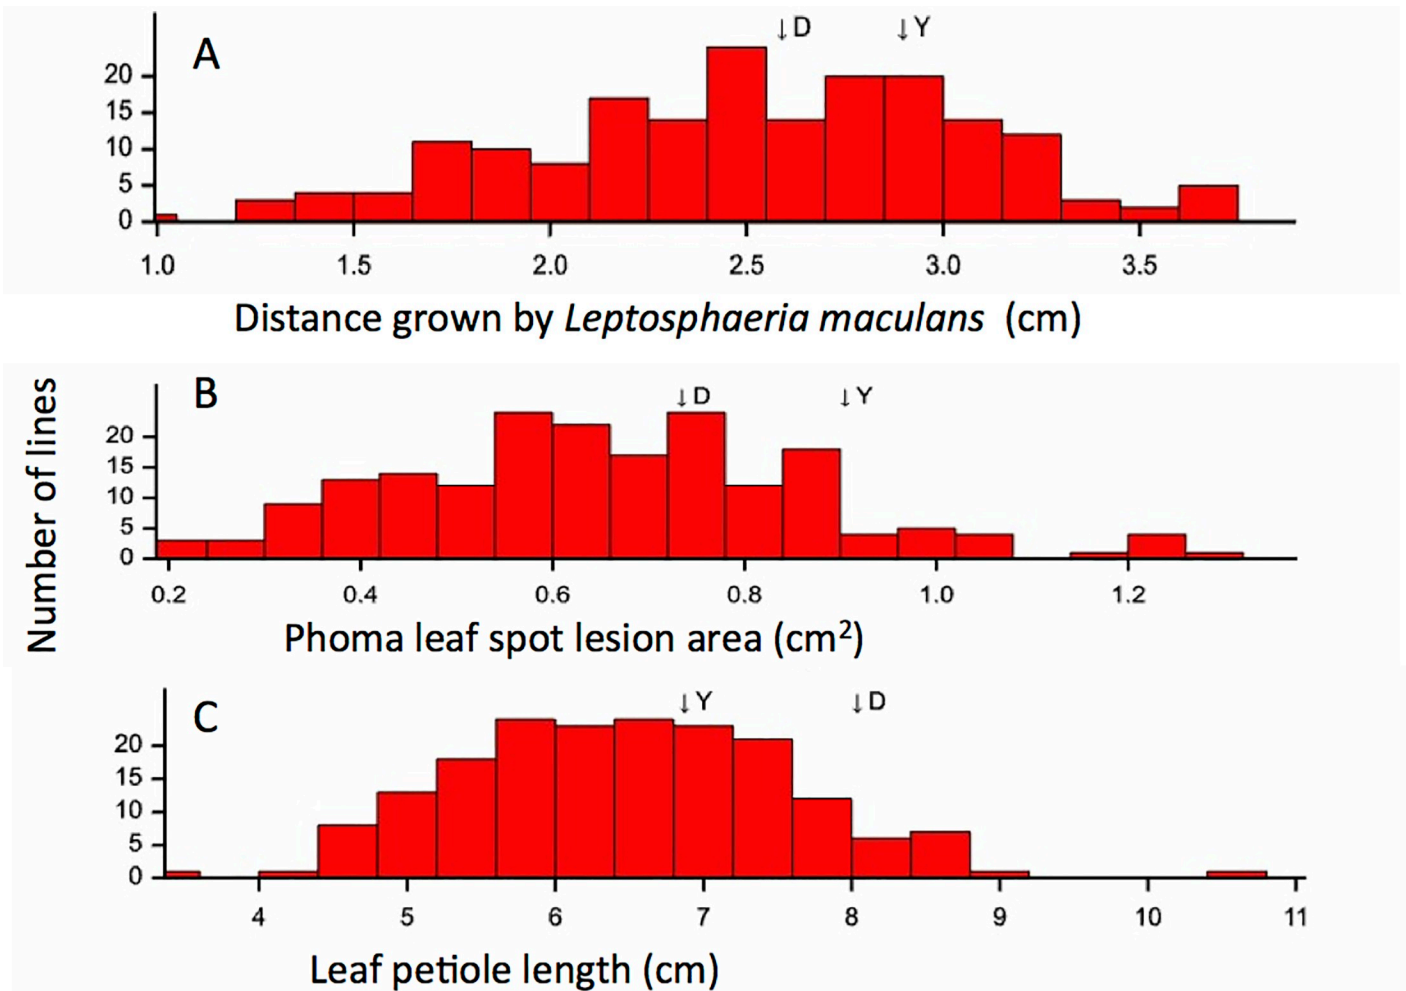 A
↓D
↓Y
20
15
10
5
0
1.0 1.5 2.0 2.5 3.0 3.5
Distance grown by Leptosphaeria maculans (cm)
Number of lines
B
↓D
↓Y
20
15
10
5
0
0.2 0.4 0.6 0.8 1.0 1.2
Phoma leaf spot lesion area (cm²)
C
↓Y
↓D
20
15
10
5
0
4 5 6 7 8 9 10 11
Leaf petiole length (cm)